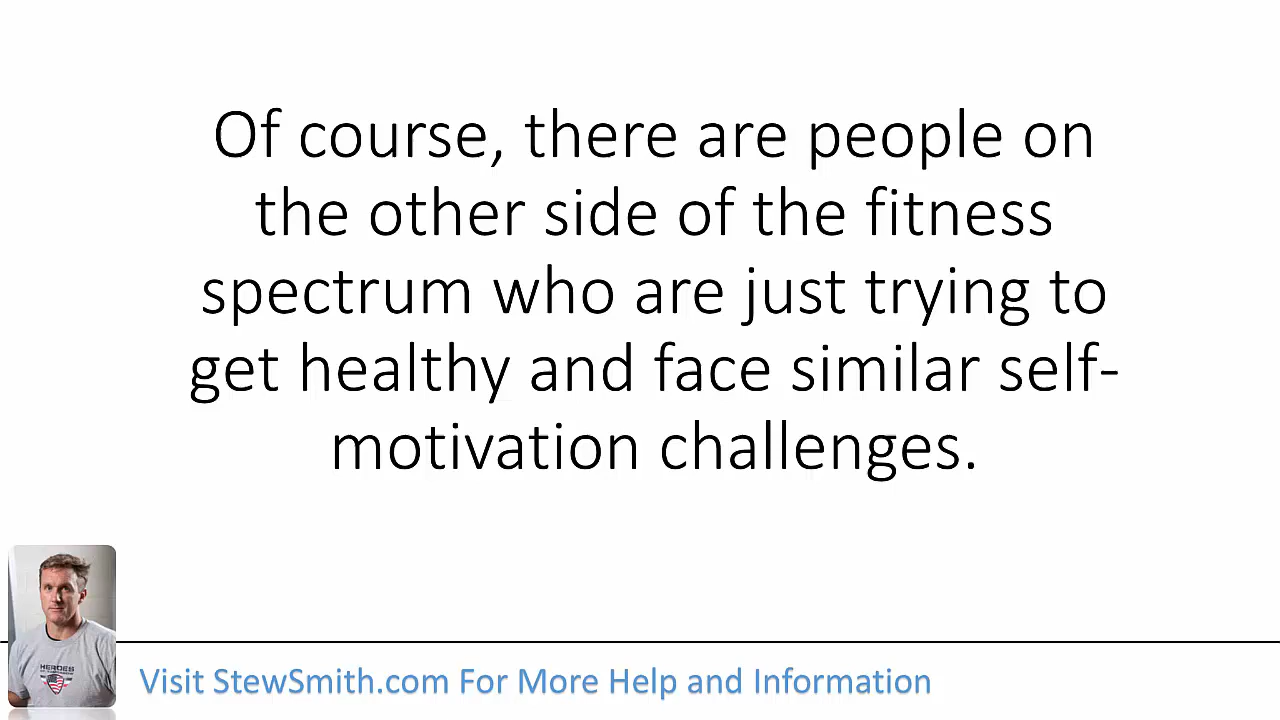 Of course, there are people on
the other side of the fitness
spectrum who are just trying to
get healthy and face similar self-
motivation challenges.
HEROES
Visit StewSmith.com For More Help and Information